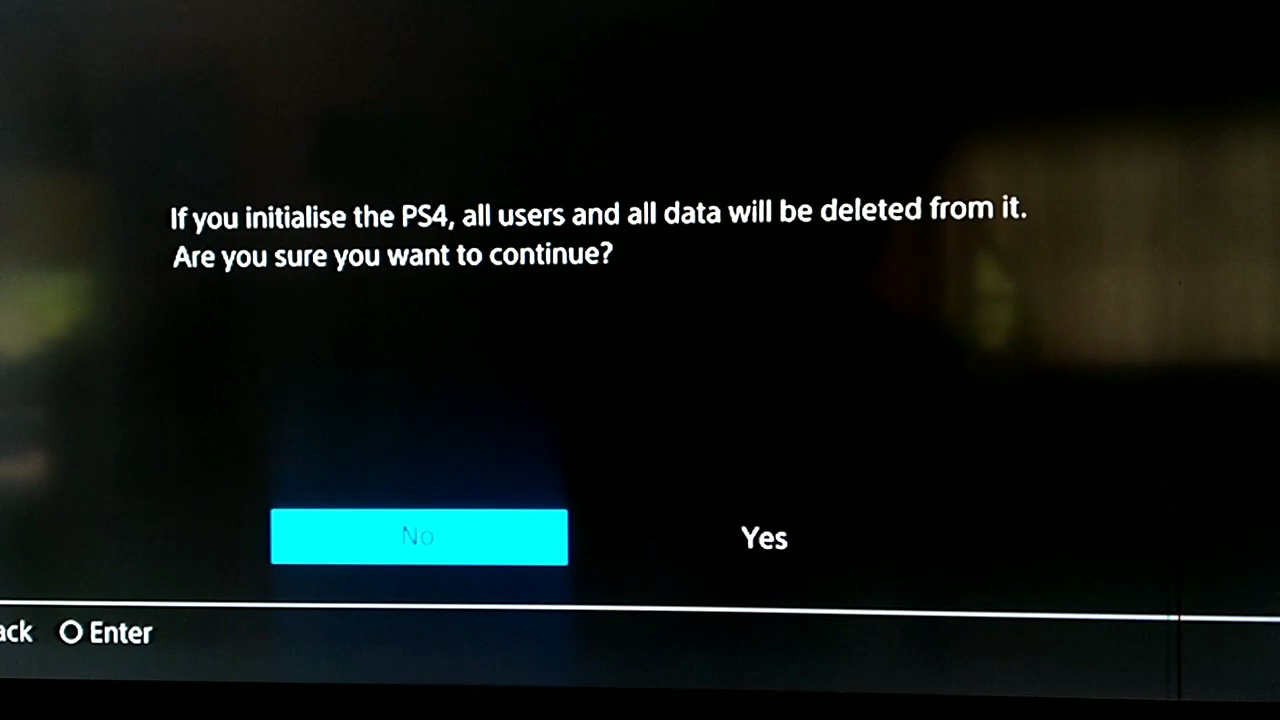 If you initialise the PS4, all users and all data will be deleted from it.
Are you sure you want to continue?
No
Yes
ack O Enter